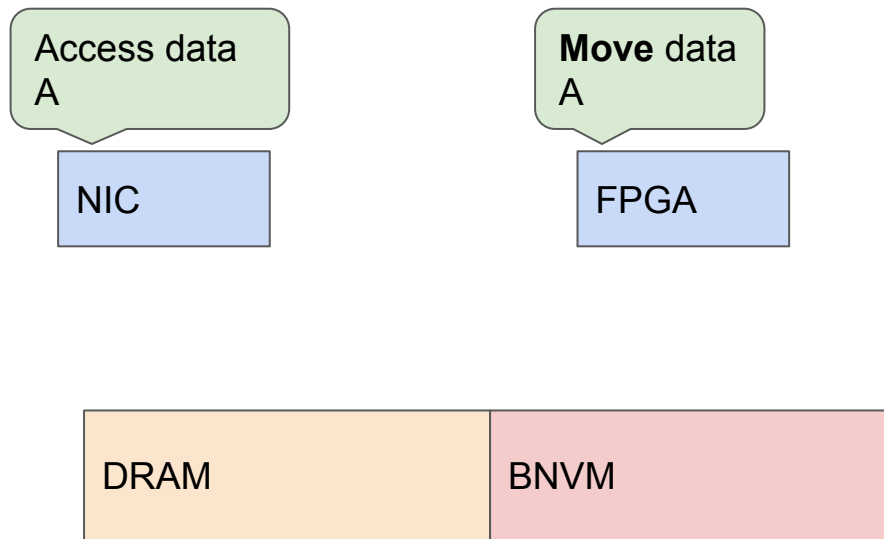 Access data
A
Move data
A
NIC
FPGA
DRAM
BNVM